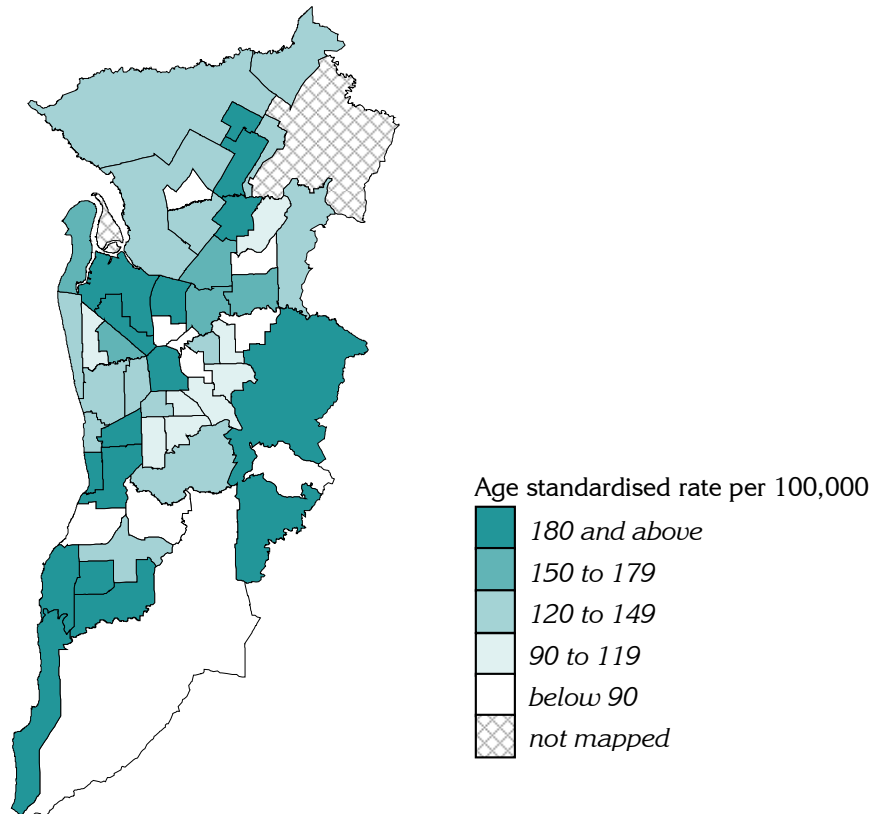 Age standardised rate per 100,000
180 and above
150 to 179
120 to 149
90 to 119
below 90
not mapped